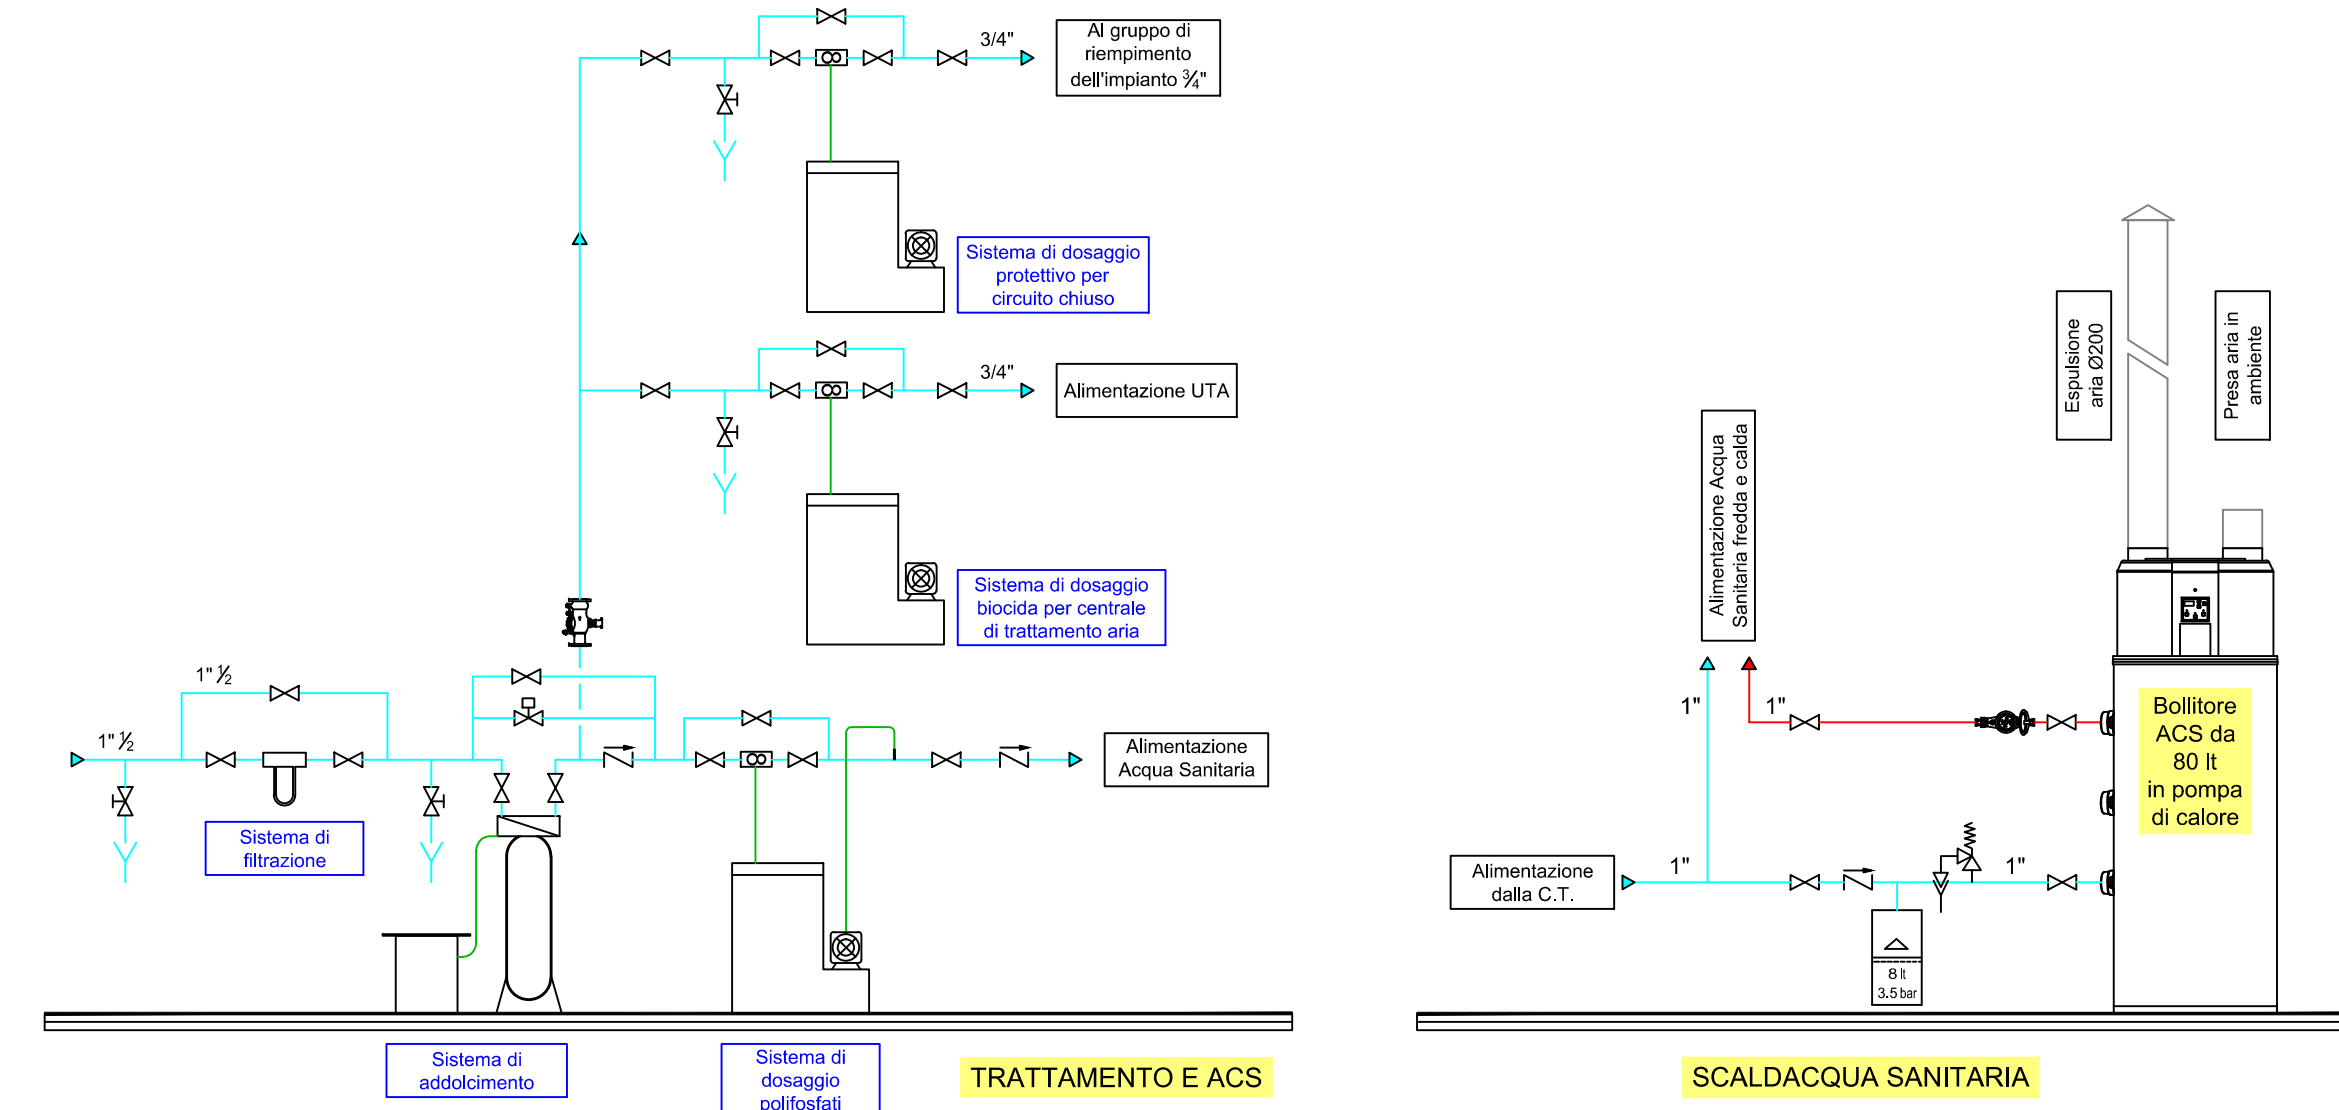 3/4"
Al gruppo di
riempimento
dell'impianto ¾"
Sistema di dosaggio
protettivo per
circuito chiuso
3/4"
Alimentazione UTA
Sistema di dosaggio
biocida per centrale
di trattamento aria
1" ½
1" ½
Sistema di
filtrazione
Alimentazione
Acqua Sanitaria
Sistema di
addolcimento
Sistema di
dosaggio
polifosfati
TRATTAMENTO E ACS
Espulsione
aria Ø200
Presa aria in
ambiente
Alimentazione Acqua
Sanitaria fredda e calda
1"
1"
Bollitore
ACS da
80 lt
in pompa
di calore
Alimentazione
dalla C.T.
1"
1"
8 lt
3.5 bar
SCALDACQUA SANITARIA